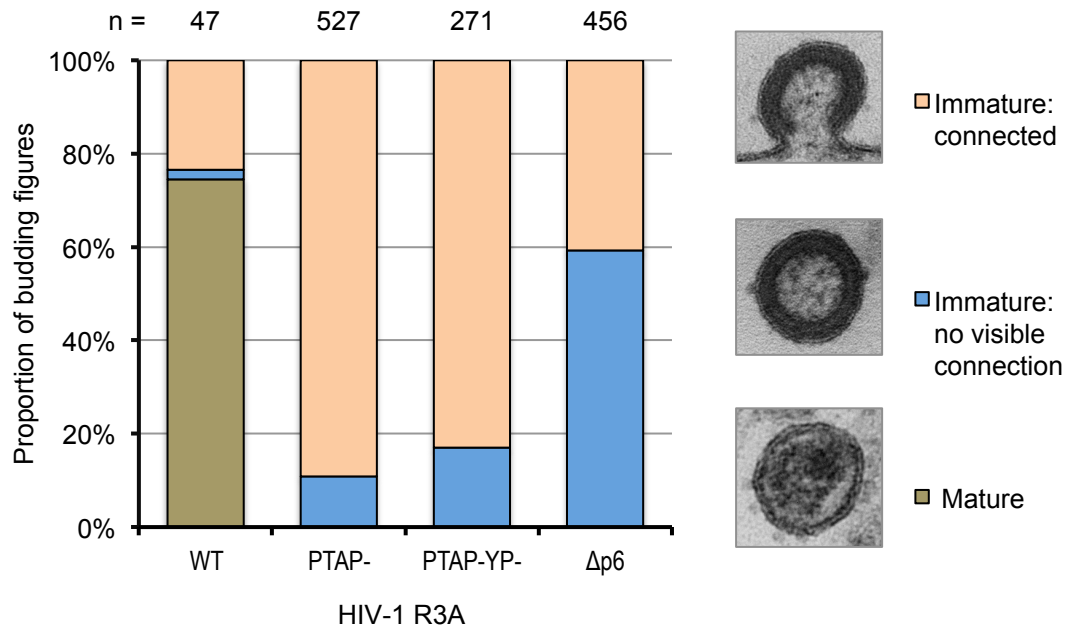 n = 47 527 271 456
Proportion of budding figures
100%
80%
60%
40%
20%
0%
WT PTAP- PTAP-YP- Δp6
HIV-1 R3A
Immature:
connected
Immature:
no visible
connection
Mature